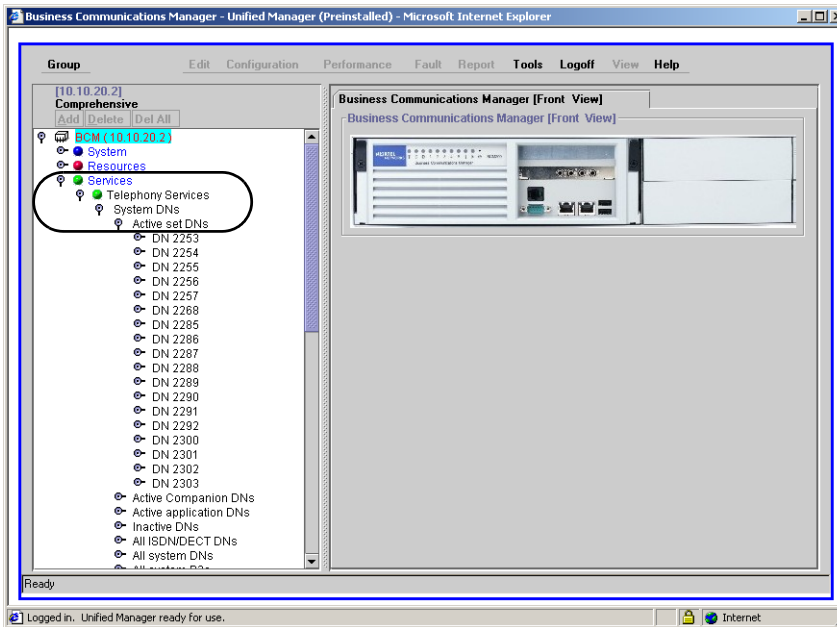 Business Communications Manager - Unified Manager (Preinstalled) - Microsoft Internet Explorer
Group Edit Configuration Performance Fault Report Tools Logoff View Help
[10.10.20.2]
Comprehensive
Add Delete Del All
BCM (10.10.20.2)
System
Resources
Services
Telephony Services
System DNs
Active set DNs
DN 2253
DN 2254
DN 2255
DN 2256
DN 2257
DN 2268
DN 2285
DN 2286
DN 2287
DN 2288
DN 2289
DN 2290
DN 2291
DN 2292
DN 2300
DN 2301
DN 2302
DN 2303
Active Companion DNs
Active application DNs
Inactive DNs
All ISDN/DECT DNs
All system DNs
Business Communications Manager [Front View]
Business Communications Manager [Front View]
NORTEL
NETWORKS
Business Communications Manager
Ready
Logged in. Unified Manager ready for use.
Internet